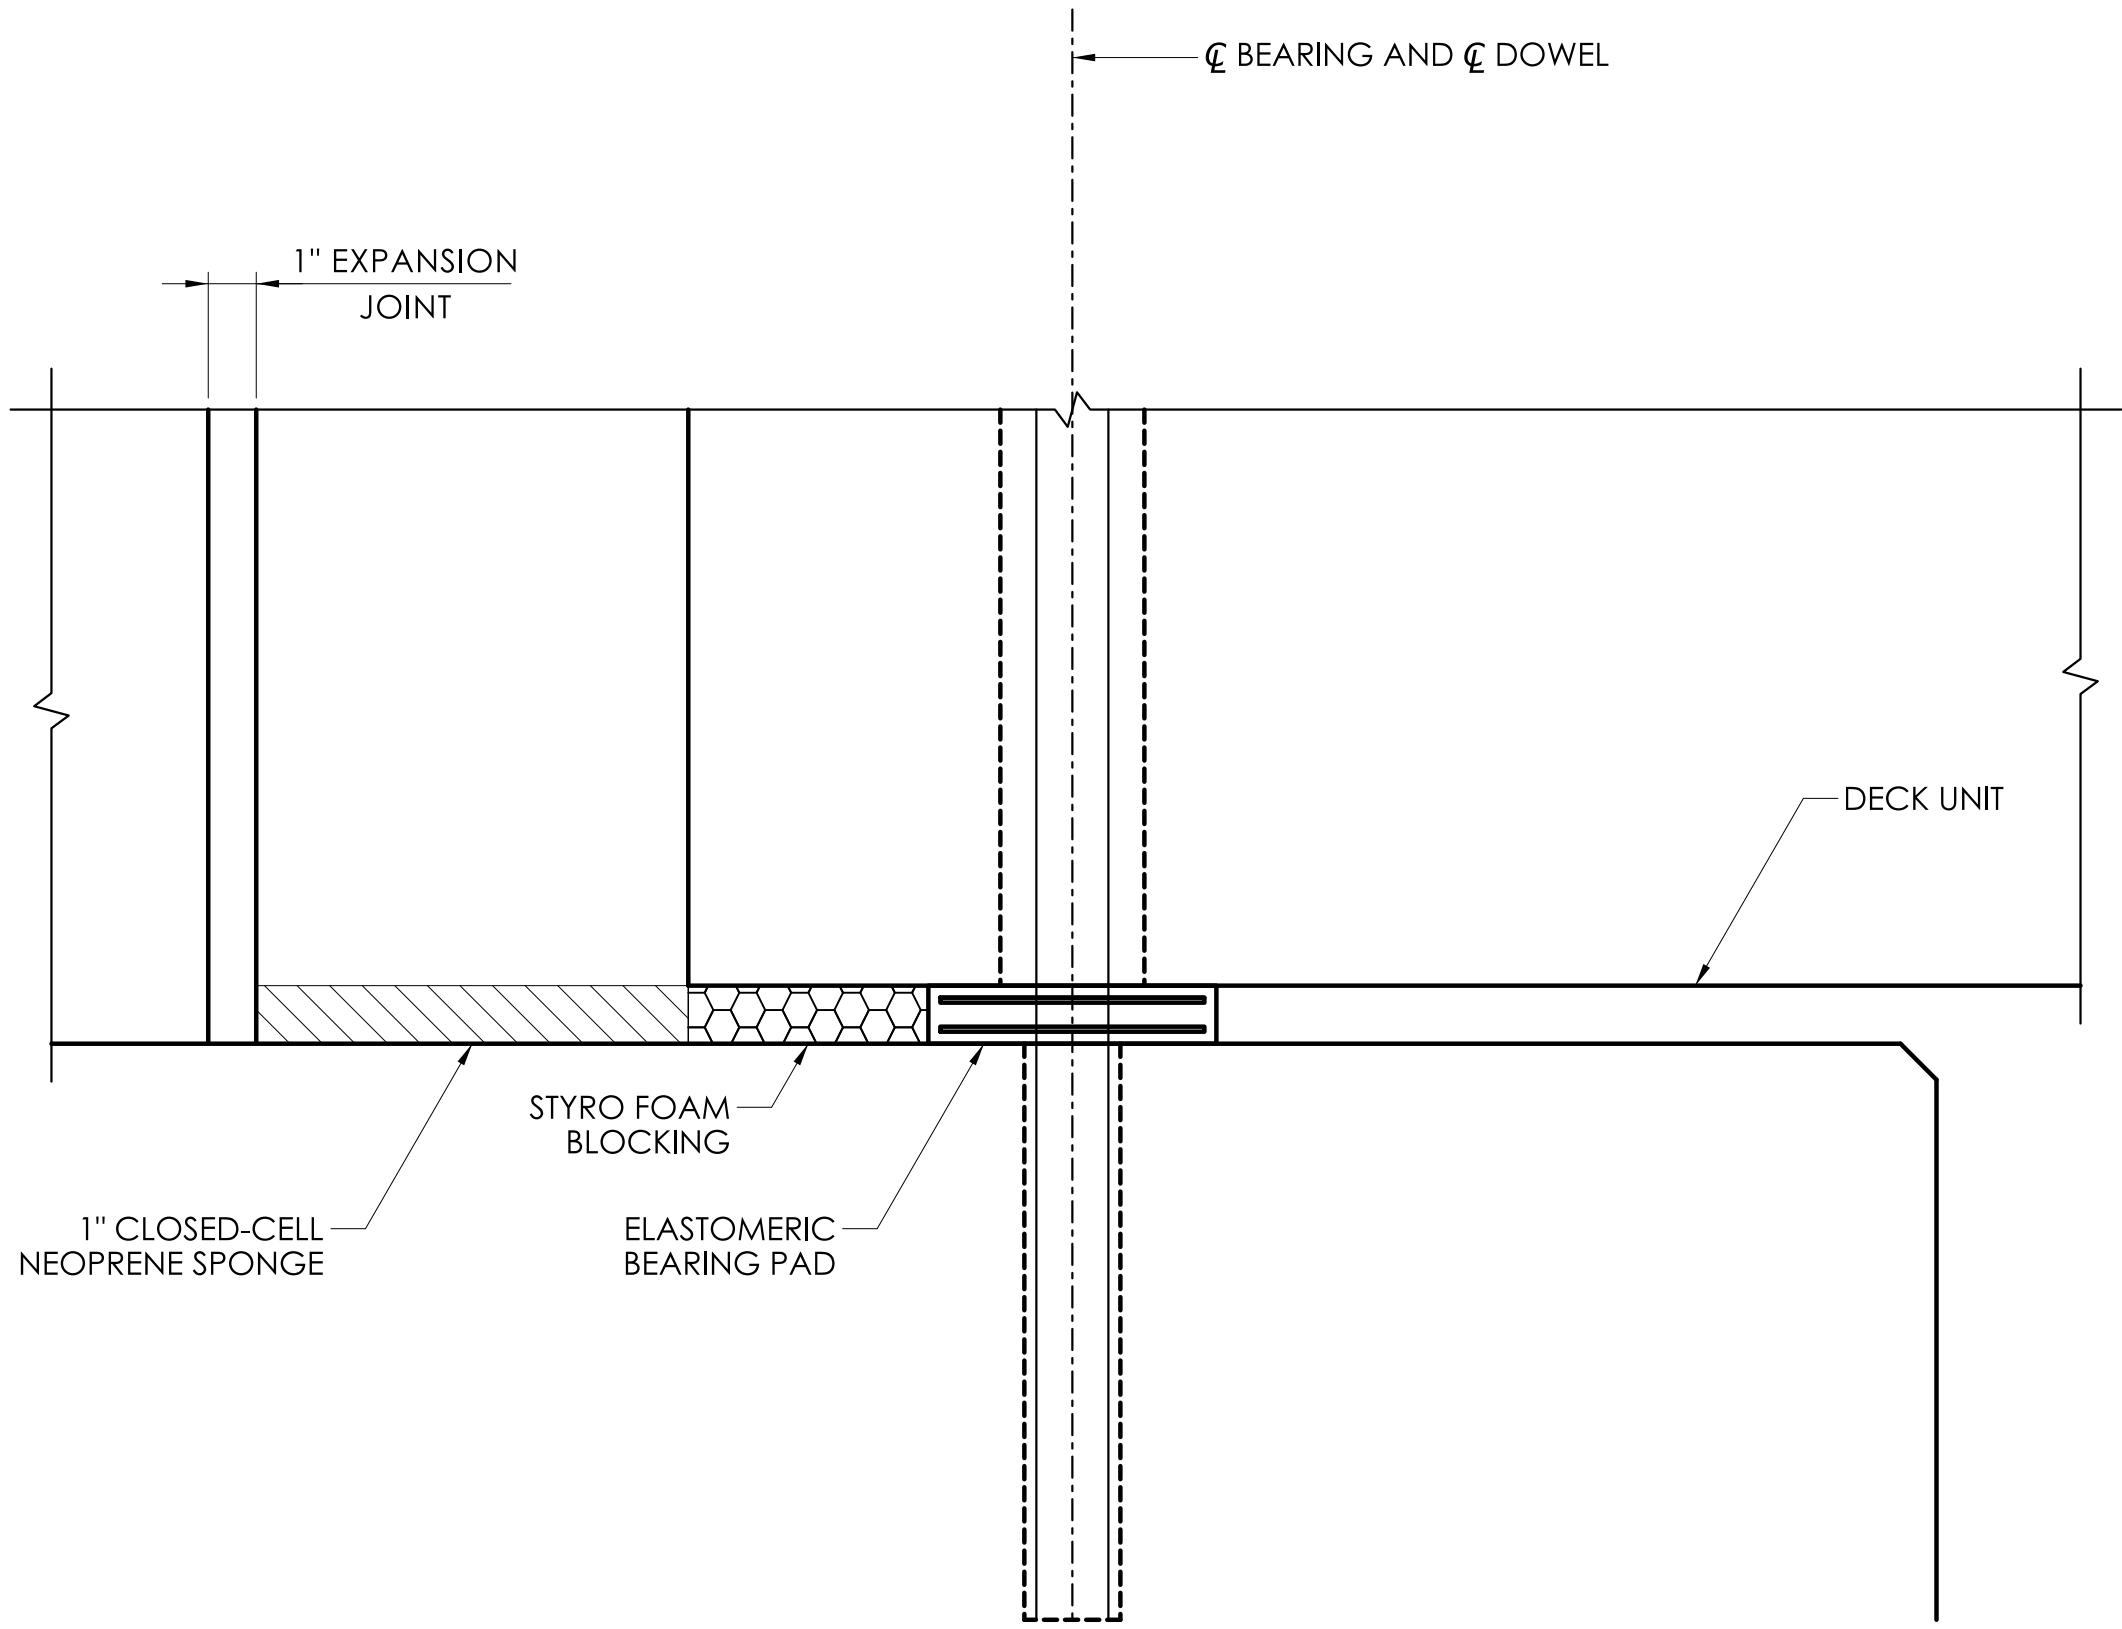 ℄ BEARING AND ℄ DOWEL
1" EXPANSION
JOINT
DECK UNIT
STYRO FOAM
BLOCKING
1" CLOSED-CELL
NEOPRENE SPONGE
ELASTOMERIC
BEARING PAD